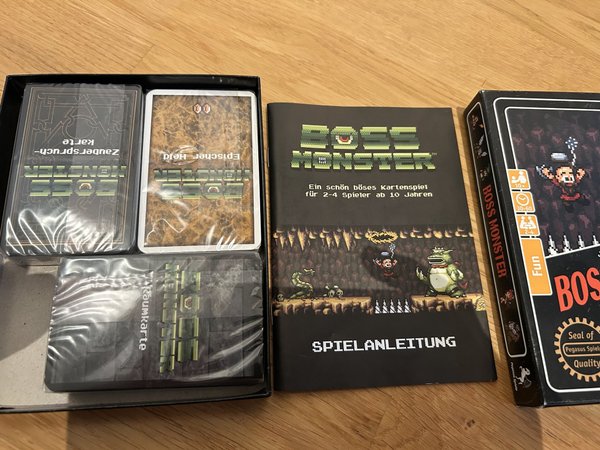 Zauberspruch-
karte
BOSS
MONSTER
Epischer Held
BOSS
MONSTER
Raumkarte
BOSS
MONSTER
BOSS
MONSTER
Ein schön böses Kartenspiel
für 2-4 Spieler ab 10 Jahren
SPIELANLEITUNG
BOSS MONSTER
Fun
BOS
Seal of
Pegasus Spiele
Quality